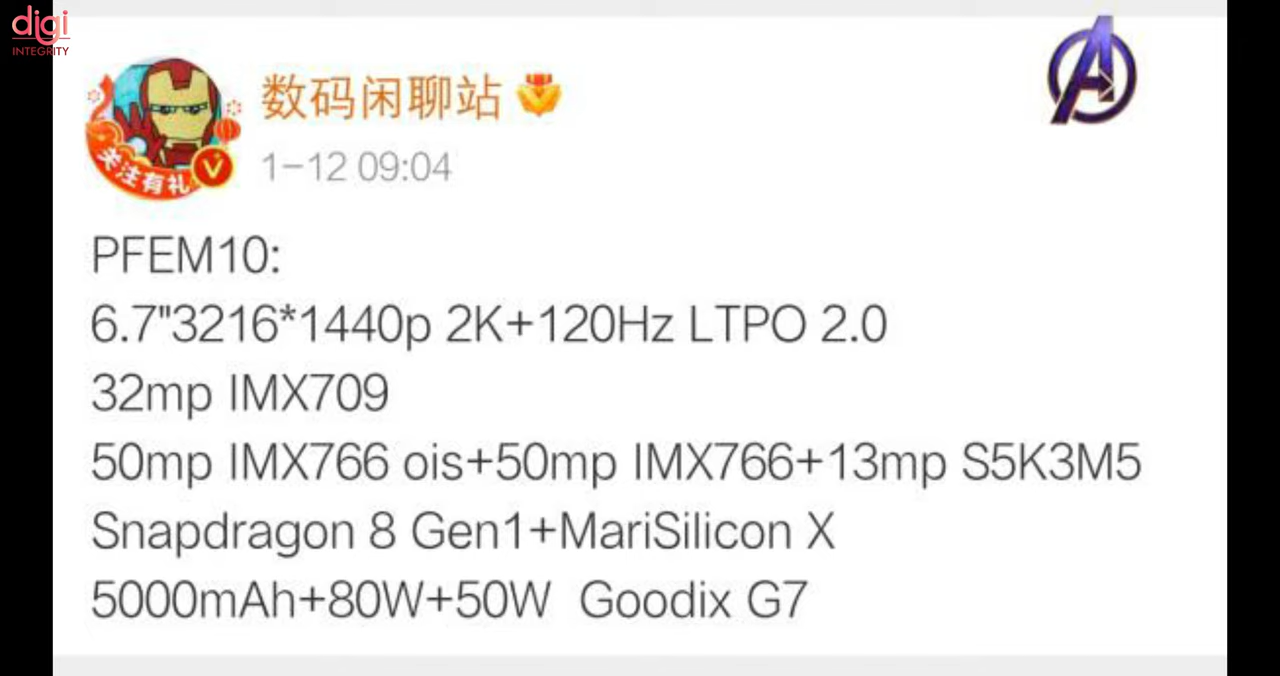 digi
INTEGRITY
数码闲聊站
关注有礼
1-12 09:04
PFEM10:
6.7"3216*1440p 2K+120Hz LTPO 2.0
32mp IMX709
50mp IMX766 ois+50mp IMX766+13mp S5K3M5
Snapdragon 8 Gen1+MariSilicon X
5000mAh+80W+50W Goodix G7